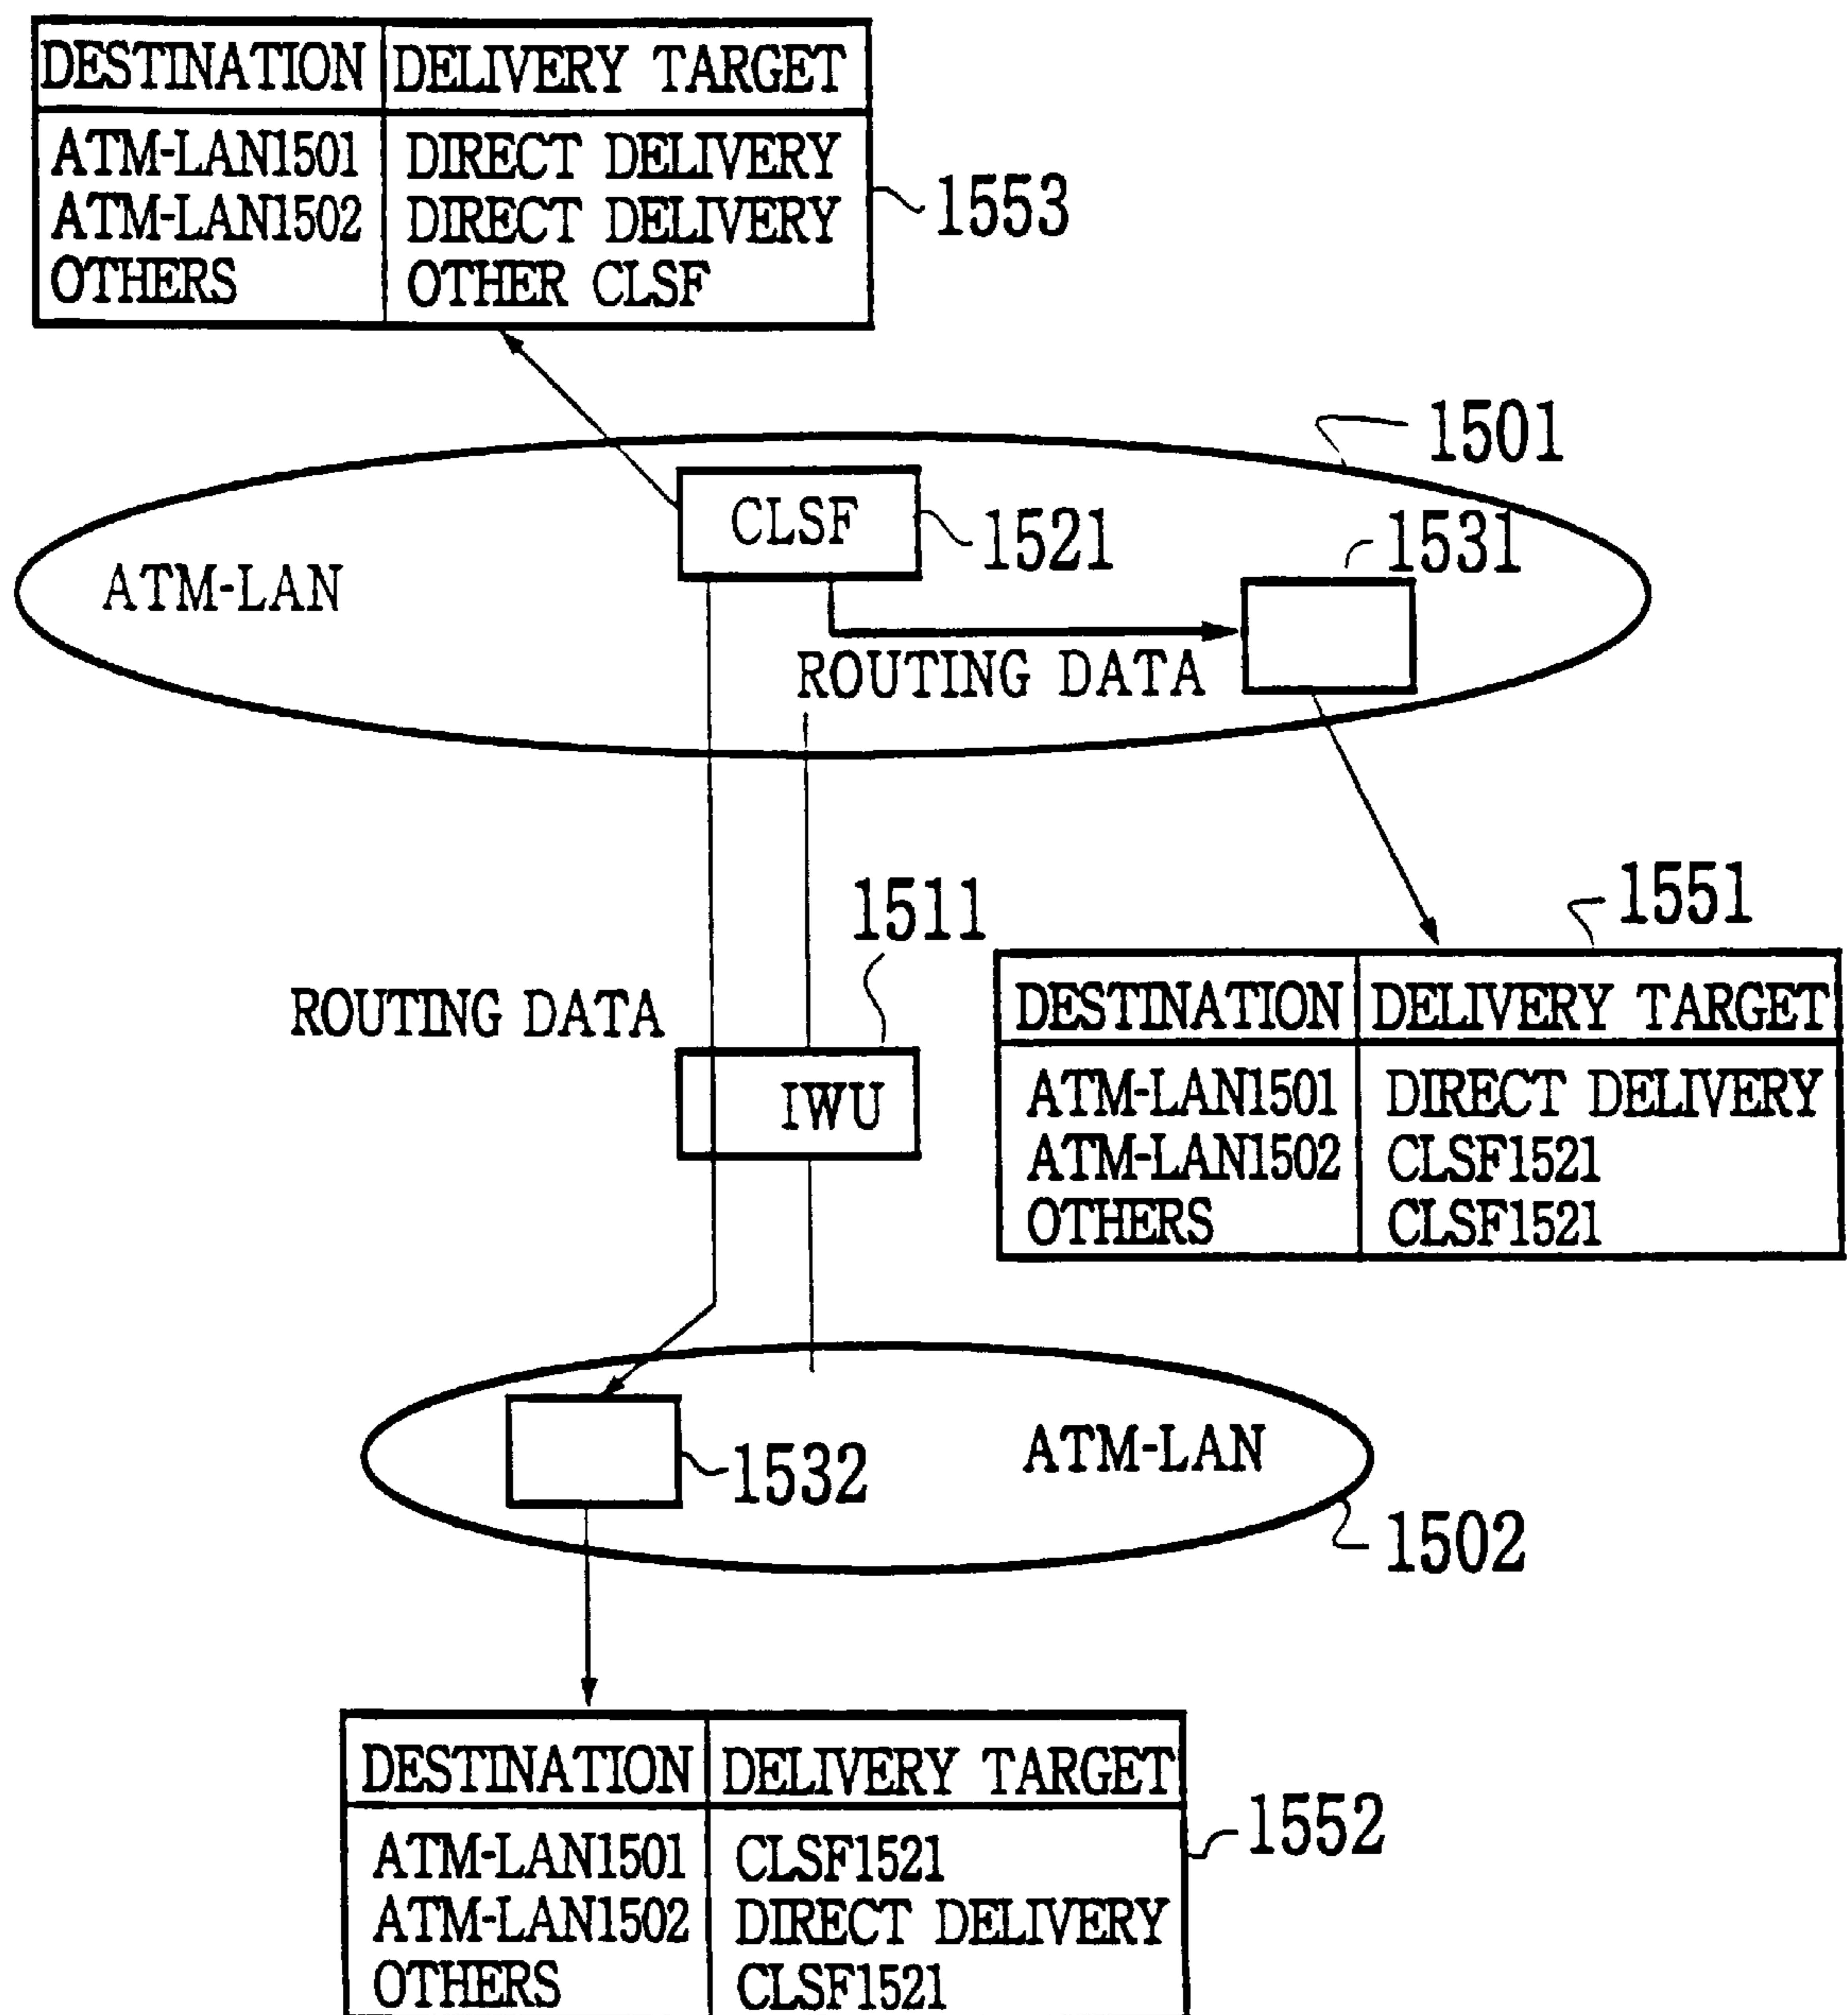 DESTINATION DELIVERY TARGET
ATM-LAN1501 DIRECT DELIVERY
ATM-LAN1502 DIRECT DELIVERY
OTHERS OTHER CLSF
1553
1501
CLSF
1521
1531
ATM-LAN
ROUTING DATA
1551
1511
ROUTING DATA
IWU
DESTINATION DELIVERY TARGET
ATM-LAN1501 DIRECT DELIVERY
ATM-LAN1502 CLSF1521
OTHERS CLSF1521
ATM-LAN
1532
1502
DESTINATION DELIVERY TARGET
1552
ATM-LAN1501 CLSF1521
ATM-LAN1502 DIRECT DELIVERY
OTHERS CLSF1521